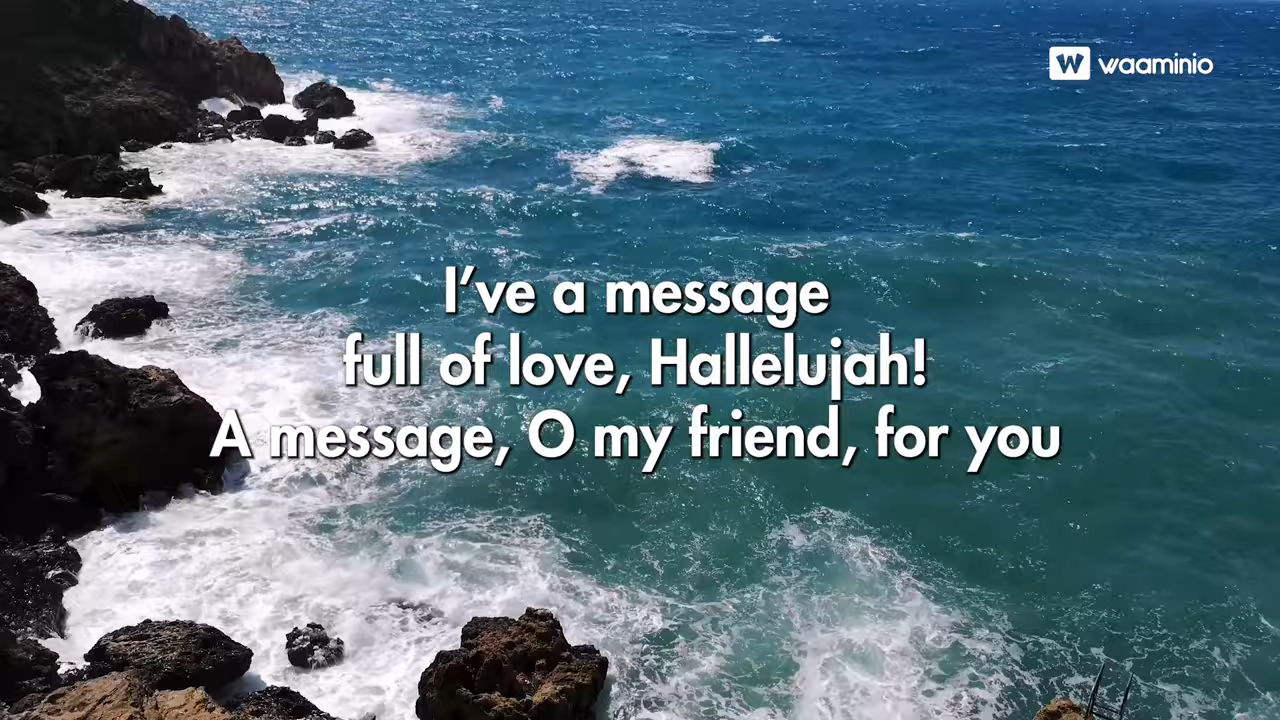 waaminio
I've a message
full of love, Hallelujah!
A message, O my friend, for you